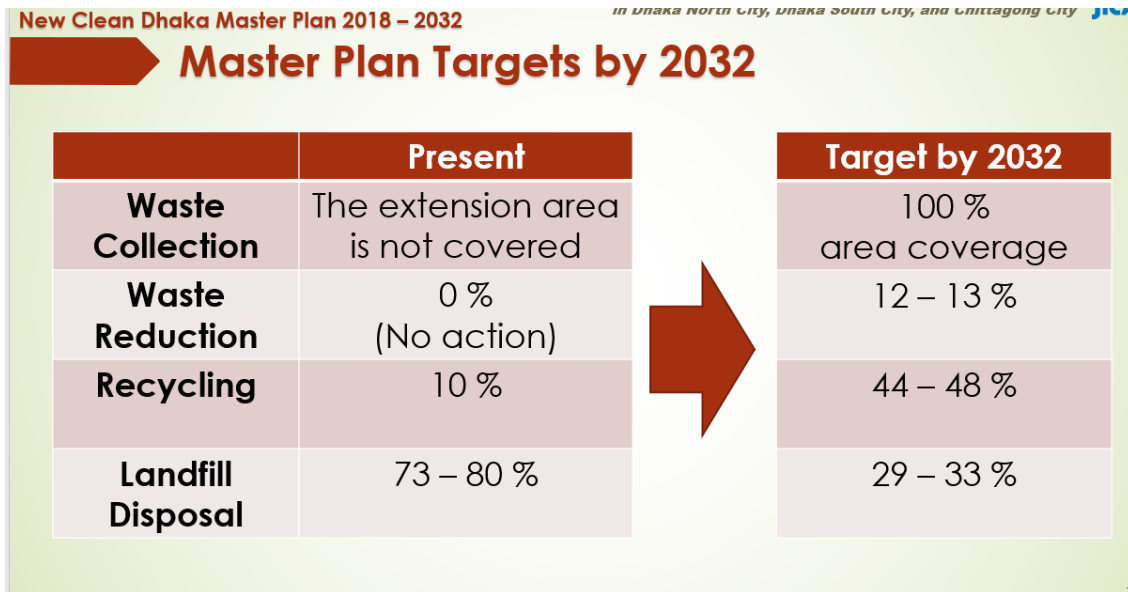 New Clean Dhaka Master Plan 2018 – 2032
in Dhaka North City, Dhaka South City, and Chittagong City
Master Plan Targets by 2032
Present
Target by 2032
Waste
Collection
The extension area
is not covered
100 %
area coverage
Waste
Reduction
0 %
(No action)
12 – 13 %
Recycling
10 %
44 – 48 %
Landfill
Disposal
73 – 80 %
29 – 33 %